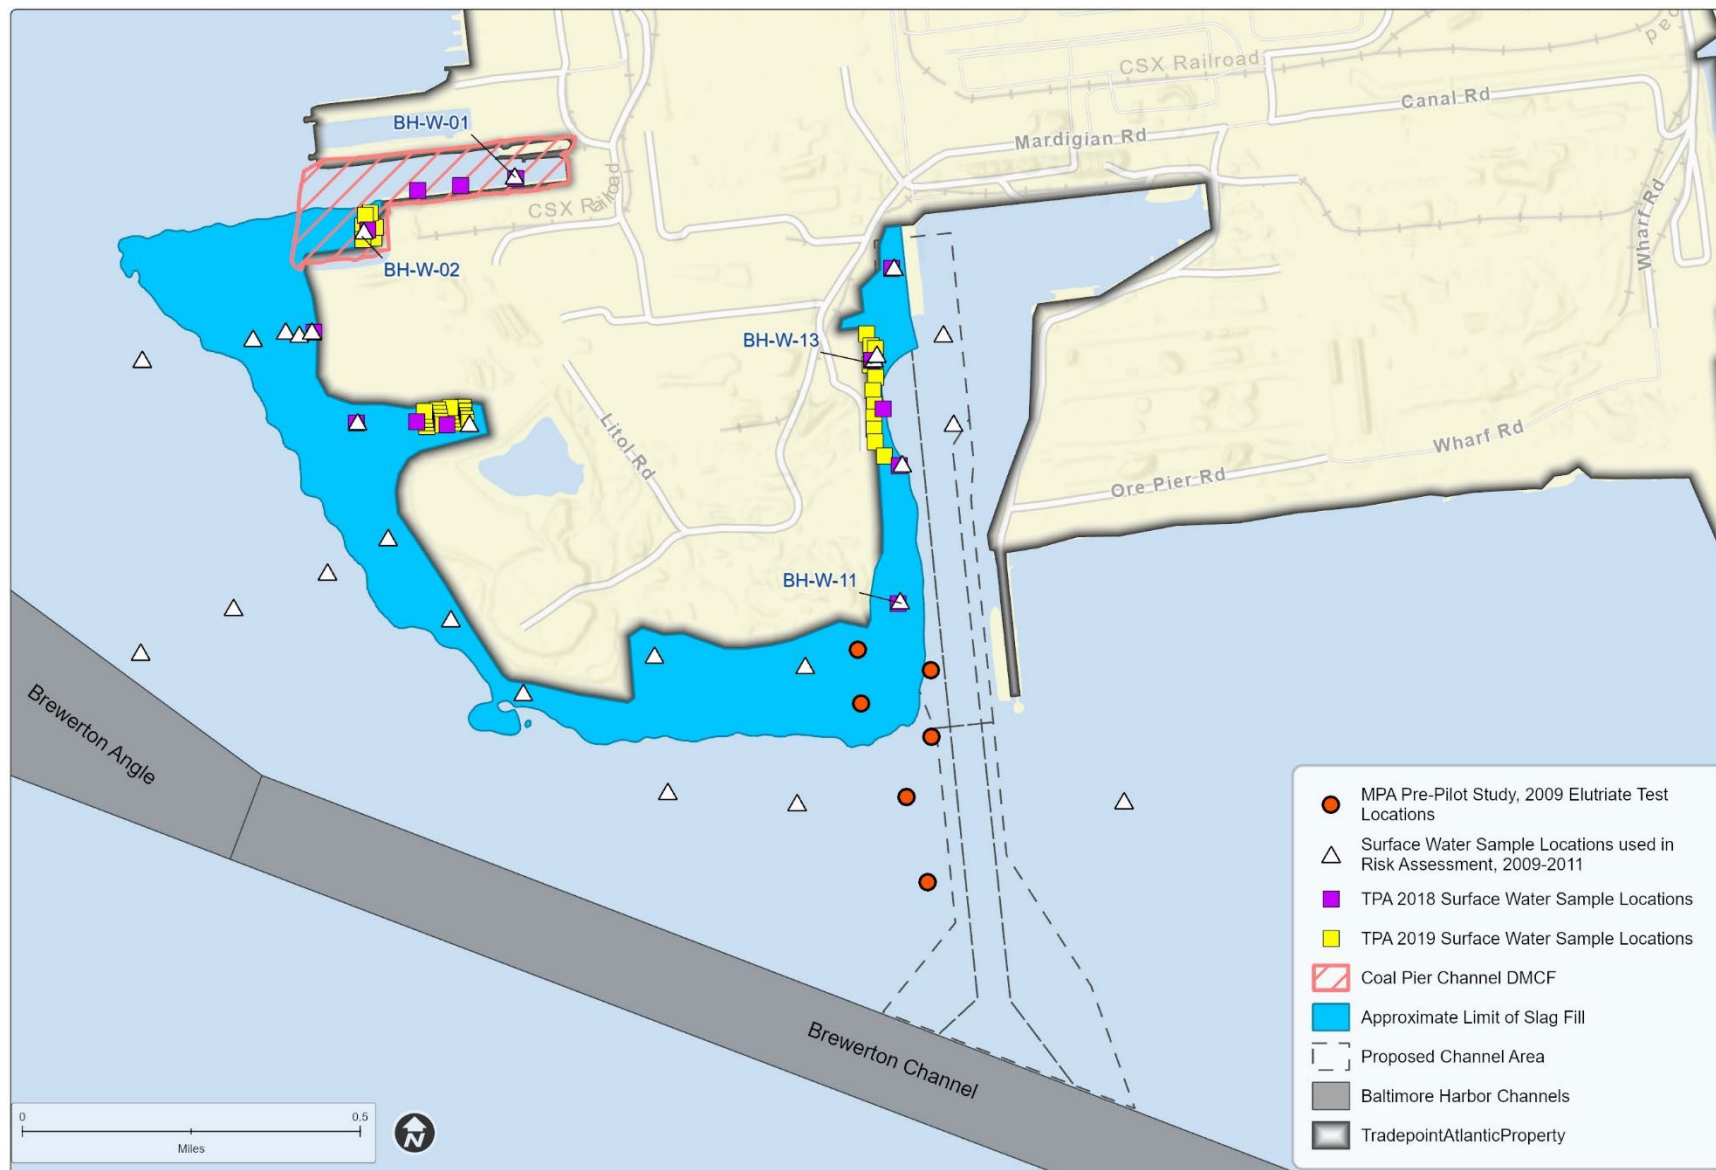 CSX Railroad
oad
Canal Rd
Mardigian Rd
BH-W-01
Railroad
CSX R
BH-W-02
Wharf Rd
BH-W-13
Litol Rd
Wharf Rd
Ore Pier Rd
BH-W-11
Brewerton Angle
Brewerton Channel
MPA Pre-Pilot Study, 2009 Elutriate Test
Locations
Surface Water Sample Locations used in
Risk Assessment, 2009-2011
TPA 2018 Surface Water Sample Locations
TPA 2019 Surface Water Sample Locations
Coal Pier Channel DMCF
Approximate Limit of Slag Fill
Proposed Channel Area
Baltimore Harbor Channels
TradepointAtlanticProperty
0 0.5
Miles
N